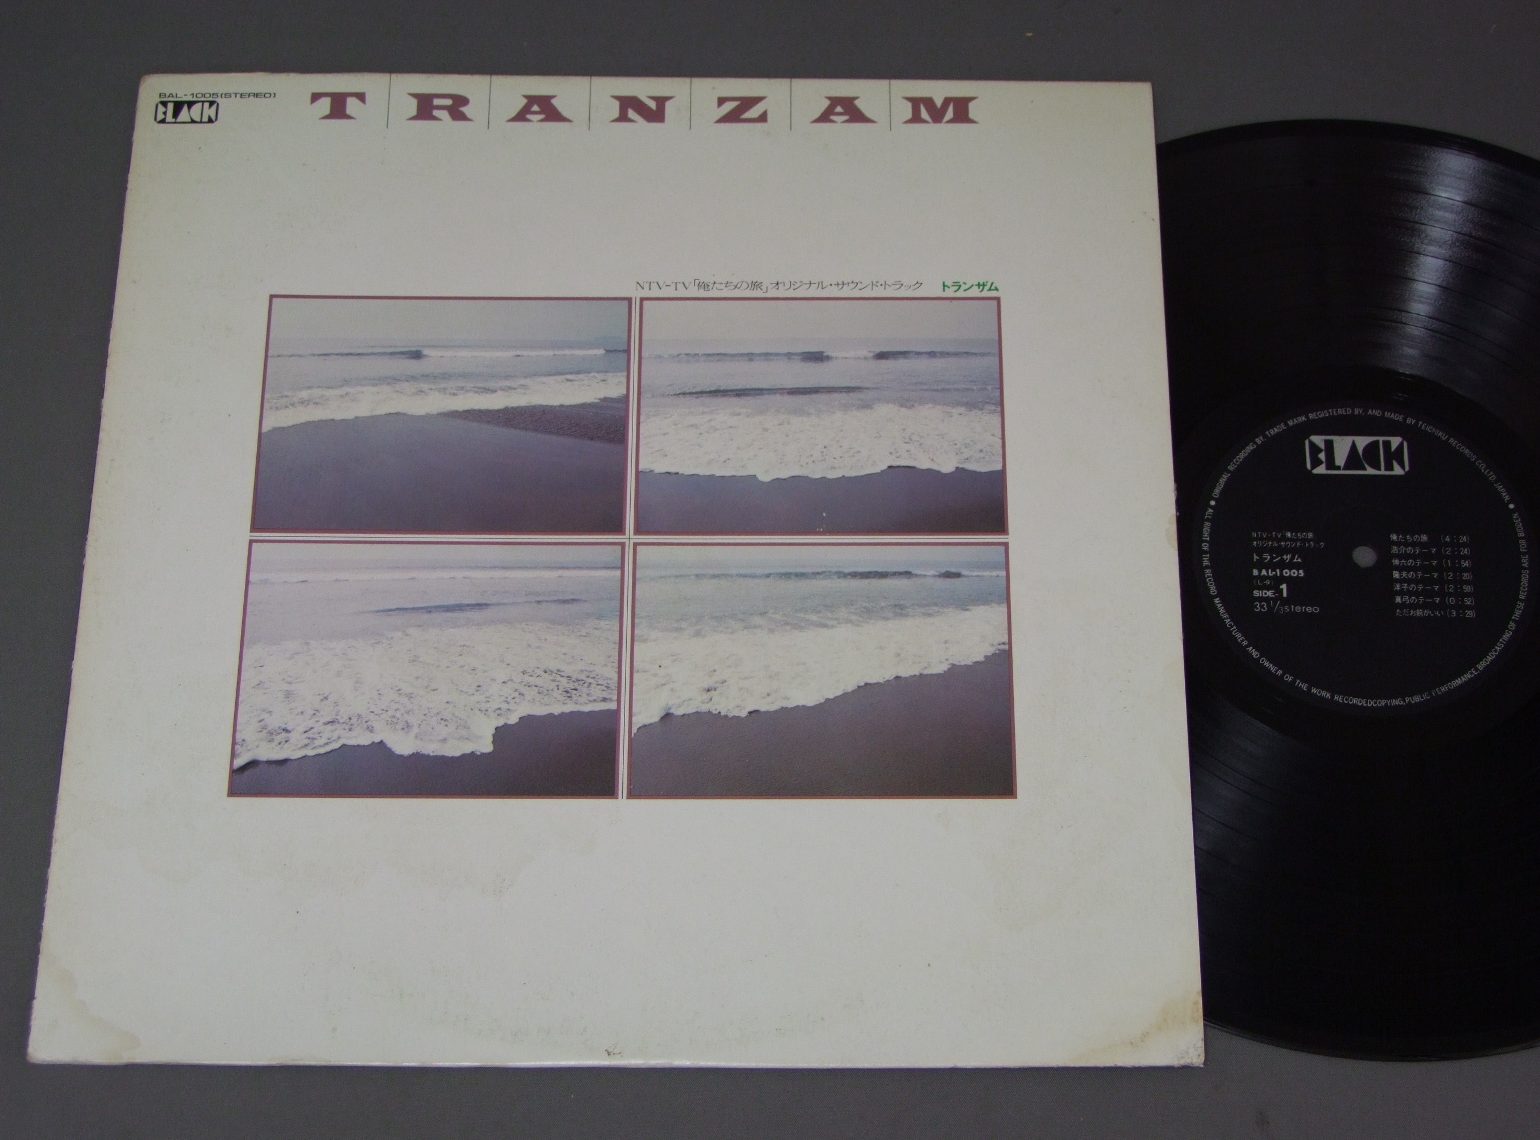 BAL-1005(STEREO)
BLACK
TRANZAM
NTV-TV「俺たちの旅」オリジナル・サウンド・トラック トランザム
ORIGINAL RECORDING BY, TRADE MARK REGISTERED BY, AND MADE BY TEICHIKU RECORDS CO.,LTD. JAPAN.
ALL RIGHT OF THE RECORD MANUFACTURER AND OWNER OF THE WORK RECORDEDCOPYING, PUBLIC PERFORMANCE, BROADCASTING OF THESE RECORDS ARE FOR BIDDEN
BLACK
NTV-TV「俺たちの旅
オリジナル・サウンド・トラック
トランザム
BAL-1005
(L-9)
SIDE-1
33 1/3 stereo
俺たちの旅 (4:24)
浩介のテーマ (2:24)
伸六のテーマ (1:54)
隆夫のテーマ (2:20)
洋子のテーマ (2:59)
真弓のテーマ (0:52)
ただお前がいい (3:29)